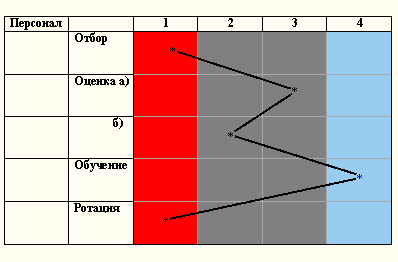 Персонал 1 2 3 4
Отбор
Оценка а)
б)
Обучение
Ротация